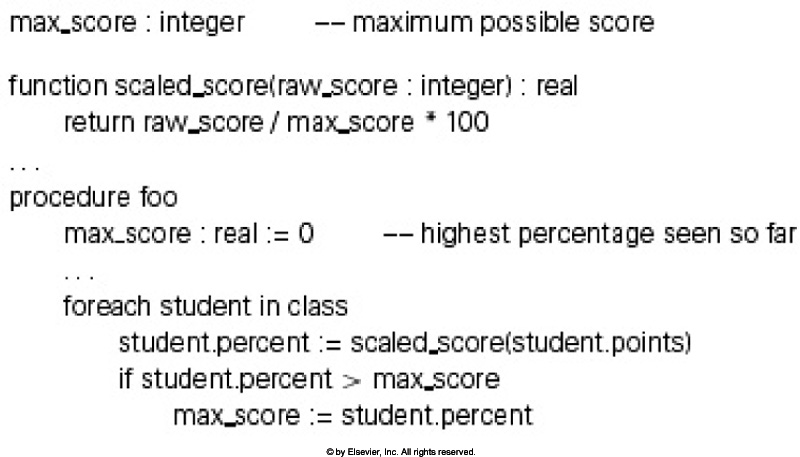 max_score : integer -- maximum possible score
function scaled_score(raw_score : integer) : real
return raw_score / max_score * 100
...
procedure foo
max_score : real := 0 -- highest percentage seen so far
...
foreach student in class
student.percent := scaled_score(student.points)
if student.percent > max_score
max_score := student.percent
© by Elsevier, Inc. All rights reserved.